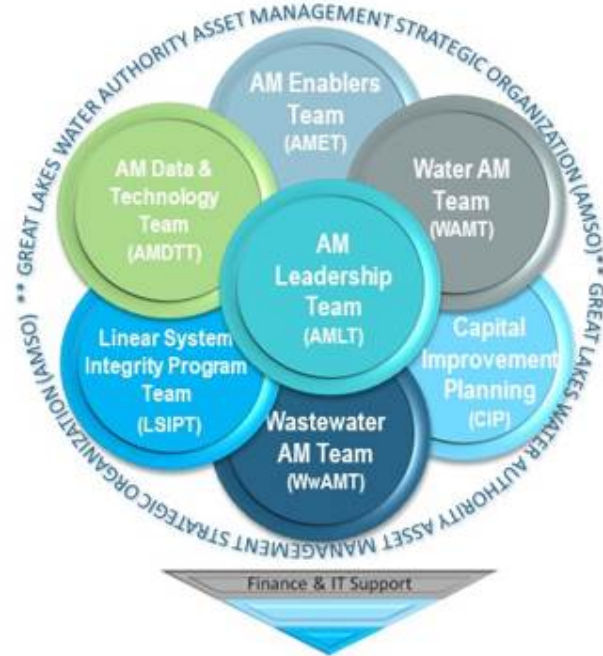 ** GREAT LAKES WATER AUTHORITY ASSET MANAGEMENT STRATEGIC ORGANIZATION (AMSO)
** GREAT LAKES WATER AUTHORITY ASSET MANAGEMENT STRATEGIC ORGANIZATION (AMSO)
AM Enablers
Team
(AMET)
AM Data &
Technology
Team
(AMDTT)
Water AM
Team
(WAMT)
AM
Leadership
Team
(AMLT)
Linear System
Integrity Program
Team
(LSIPT)
Capital
Improvement
Planning
(CIP)
Wastewater
AM Team
(WwAMT)
Finance & IT Support